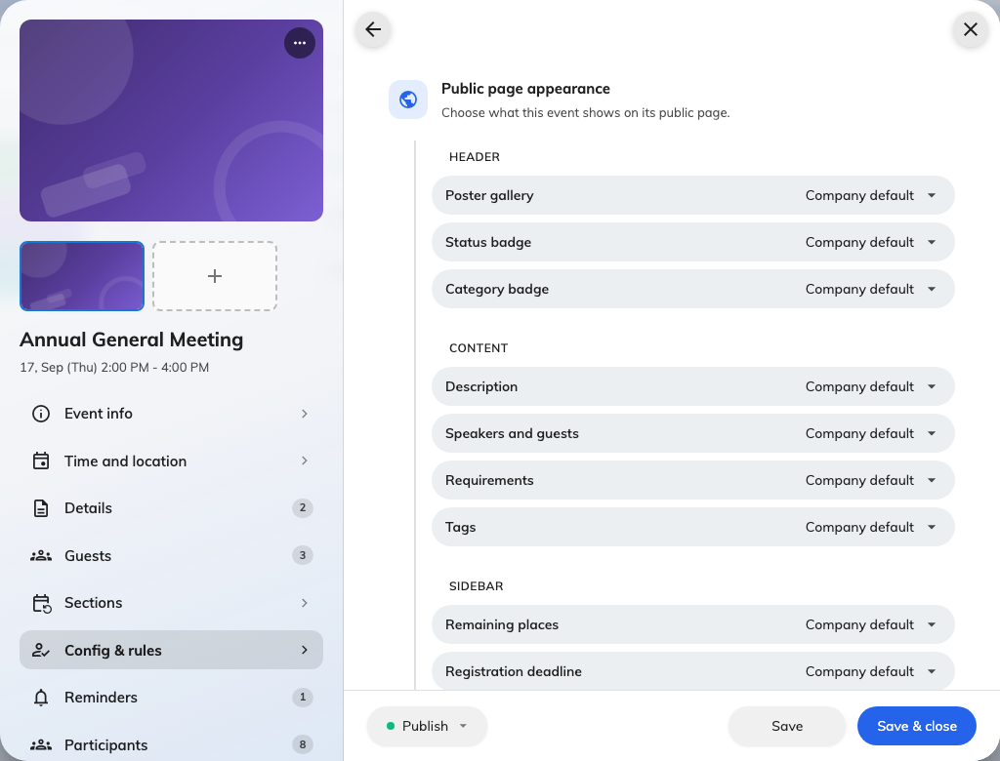 Annual General Meeting
17, Sep (Thu) 2:00 PM - 4:00 PM
Event info
Time and location
Details 2
Guests 3
Sections
Config & rules
Reminders 1
Participants 8
Public page appearance
Choose what this event shows on its public page.
HEADER
Poster gallery Company default
Status badge Company default
Category badge Company default
CONTENT
Description Company default
Speakers and guests Company default
Requirements Company default
Tags Company default
SIDEBAR
Remaining places Company default
Registration deadline Company default
Publish Save Save & close